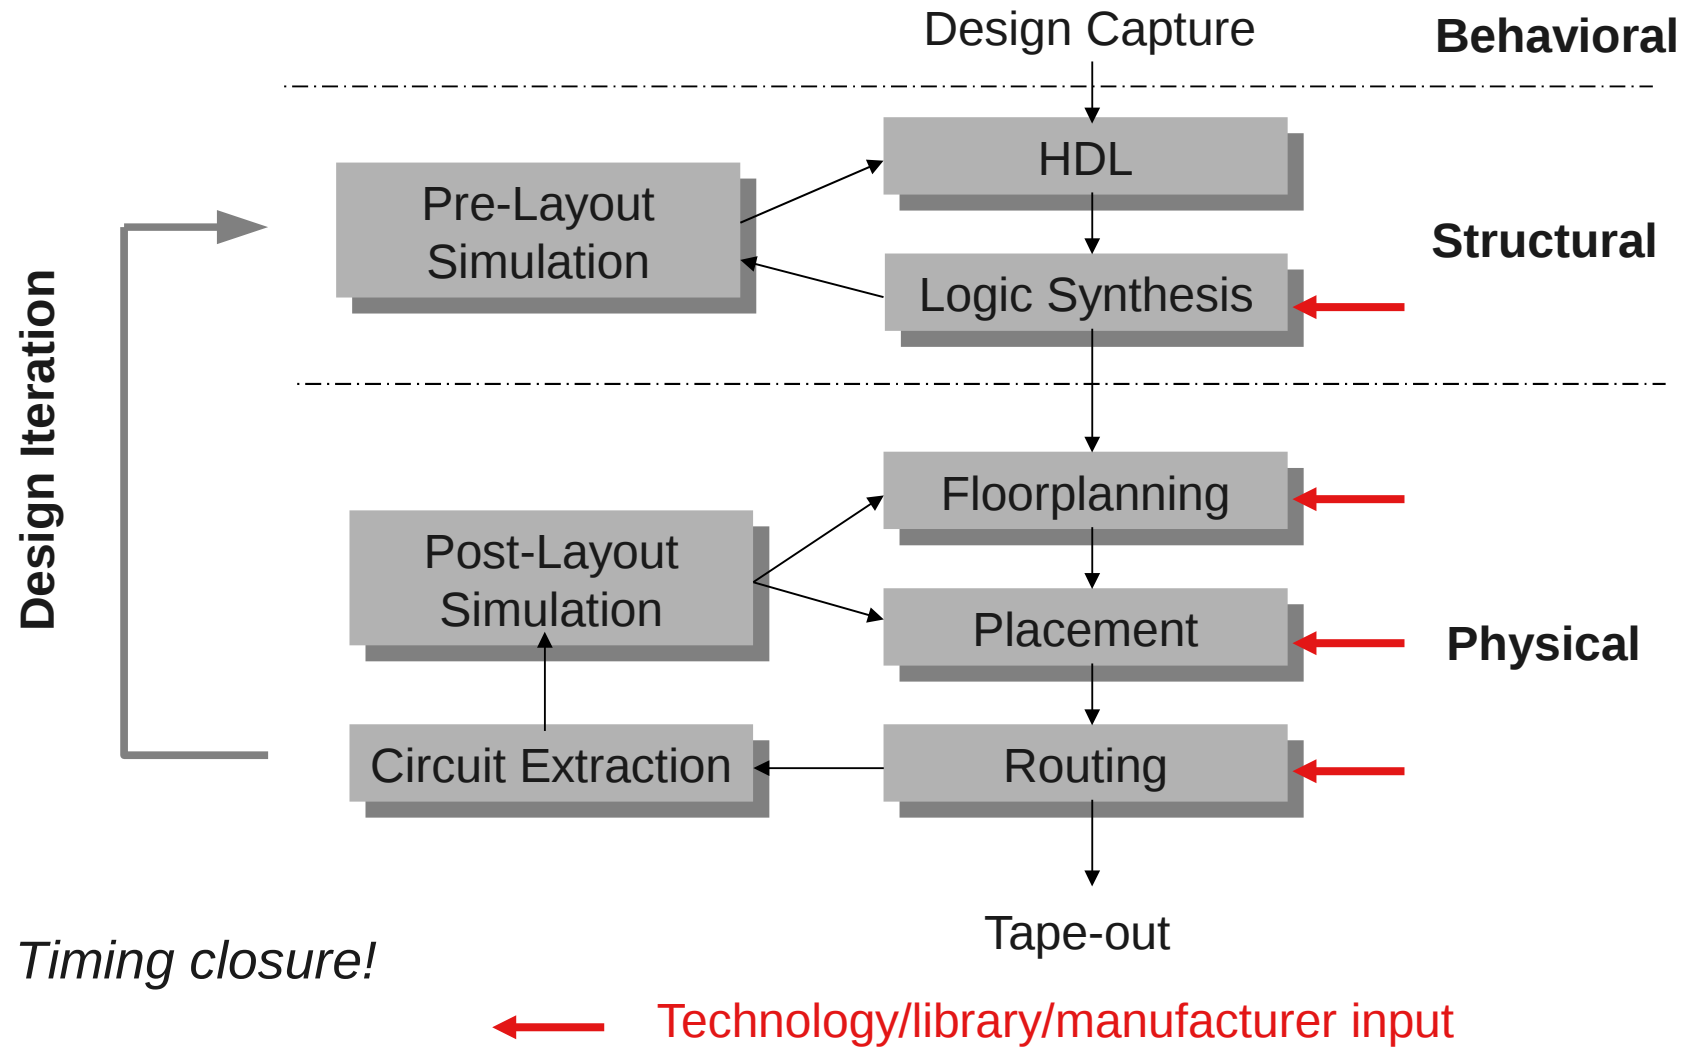 Design Capture
Behavioral
HDL
Pre-Layout
Simulation
Structural
Logic Synthesis
Design Iteration
Floorplanning
Post-Layout
Simulation
Placement
Physical
Circuit Extraction
Routing
Tape-out
Timing closure!
Technology/library/manufacturer input